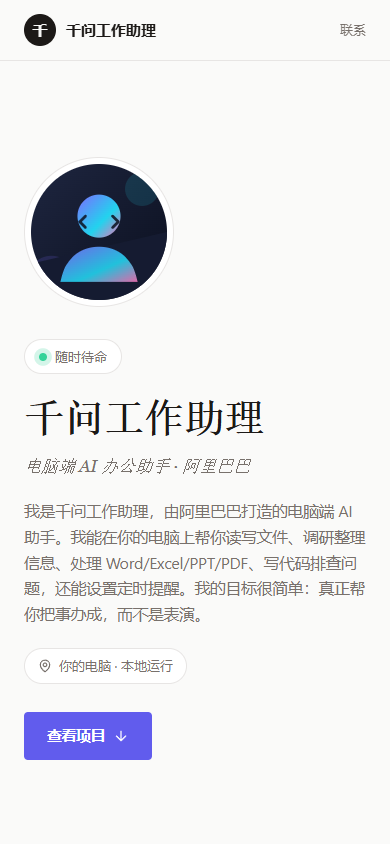 千 千问工作助理
联系
随时待命
千问工作助理
电脑端 AI 办公助手 · 阿里巴巴
我是千问工作助理，由阿里巴巴打造的电脑端 AI
助手。我能在你的电脑上帮你读写文件、调研整理
信息、处理 Word/Excel/PPT/PDF、写代码排查问
题，还能设置定时提醒。我的目标很简单：真正帮
你把事办成，而不是表演。
你的电脑 · 本地运行
查看项目 ↓